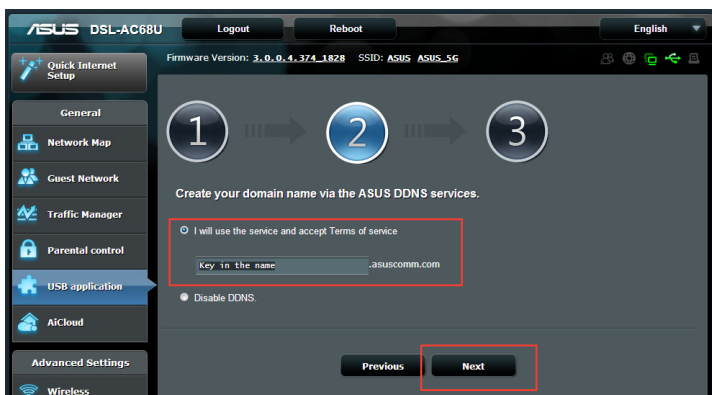 ASUS DSL-AC68U
Logout
Reboot
English
Quick Internet
Setup
Firmware Version: 3.0.0.4.374_1828 SSID: ASUS ASUS_5G
General
Network Map
Guest Network
Traffic Manager
Parental control
USB application
AiCloud
Advanced Settings
Wireless
1
2
3
Create your domain name via the ASUS DDNS services.
I will use the service and accept Terms of service
Key in the name .asuscomm.com
Disable DDNS.
Previous
Next